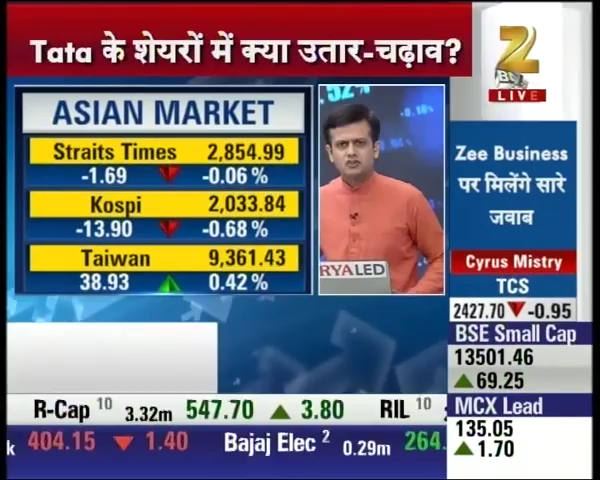 Tata के शेयरों में क्या उतार-चढ़ाव?
Z
LIVE
ASIAN MARKET
Straits Times 2,854.99
-1.69 -0.06 %
Kospi 2,033.84
-13.90 -0.68 %
Taiwan 9,361.43
38.93 0.42 %
.52%
RYALED
Zee Business
पर मिलेंगे सारे
जवाब
Cyrus Mistry
TCS
2427.70 -0.95
BSE Small Cap
13501.46
69.25
MCX Lead
135.05
1.70
R-Cap 10 3.32m 547.70 3.80 RIL 10
k 404.15 1.40 Bajaj Elec 2 0.29m 264.